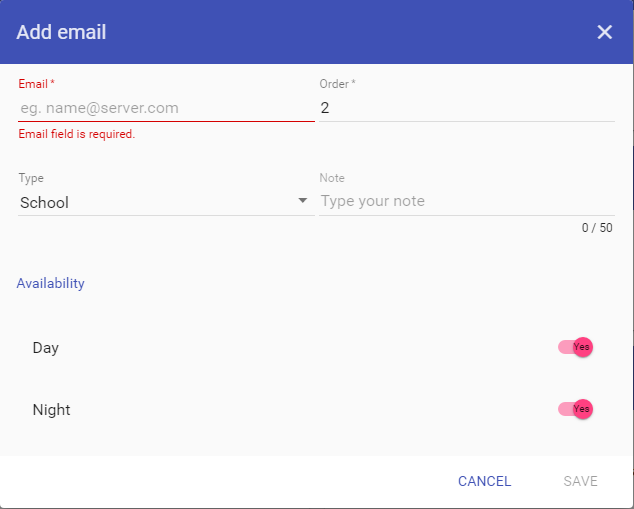 Add email
Email *
Order *
eg. name@server.com
2
Email field is required.
Type
Note
School
Type your note
0 / 50
Availability
Day
Yes
Night
Yes
CANCEL
SAVE